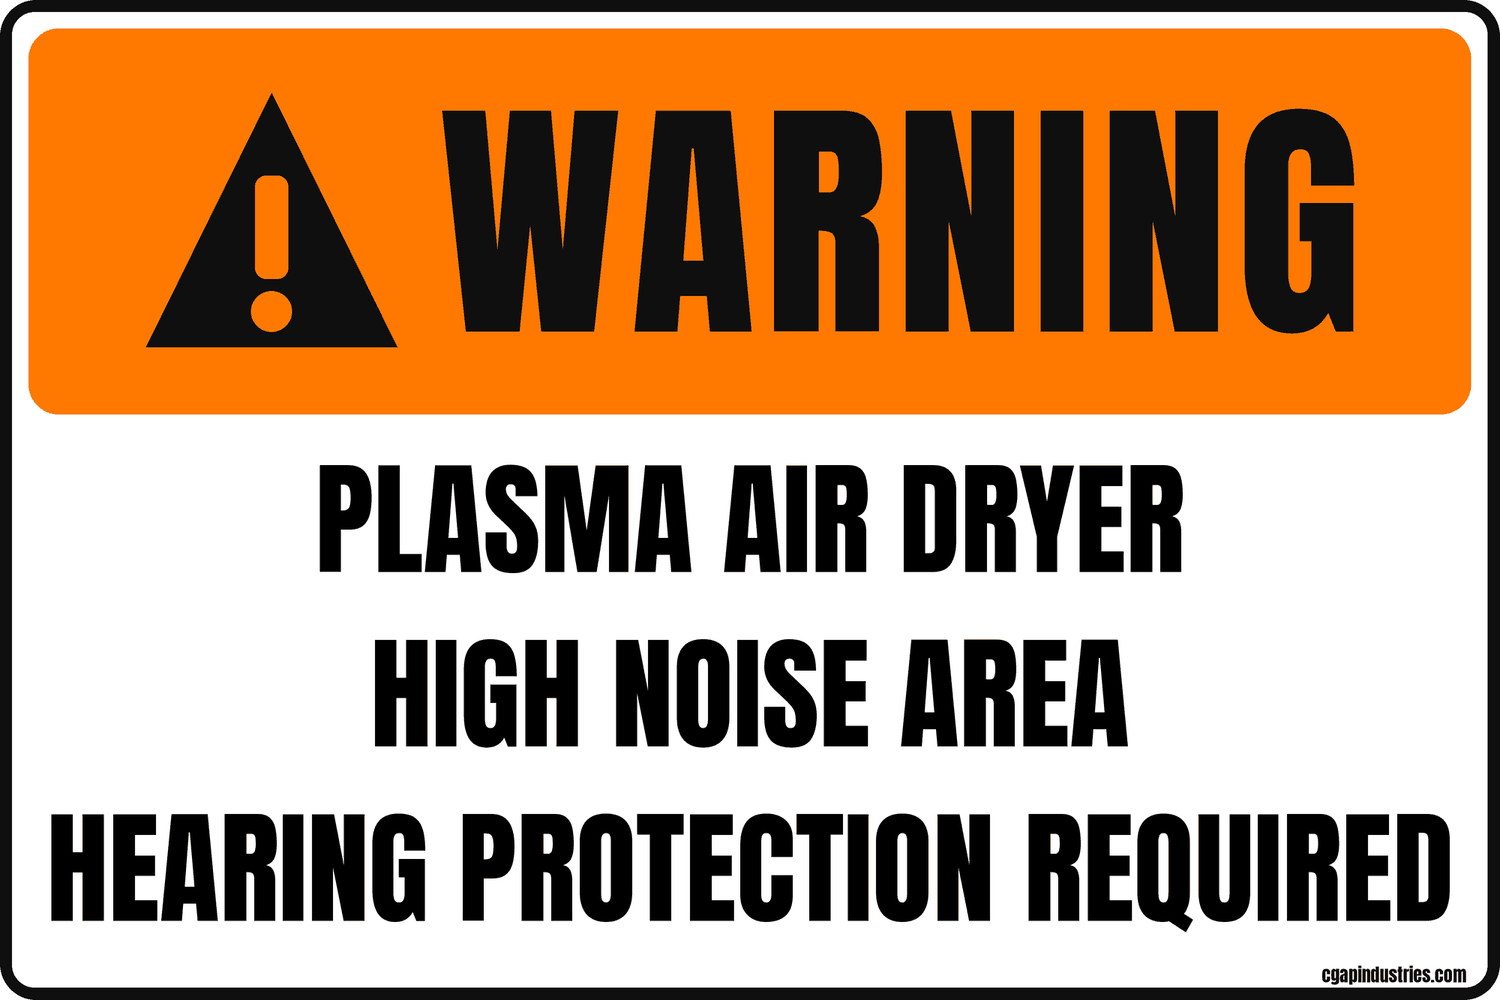 WARNING
PLASMA AIR DRYER
HIGH NOISE AREA
HEARING PROTECTION REQUIRED
cgapindustries.com